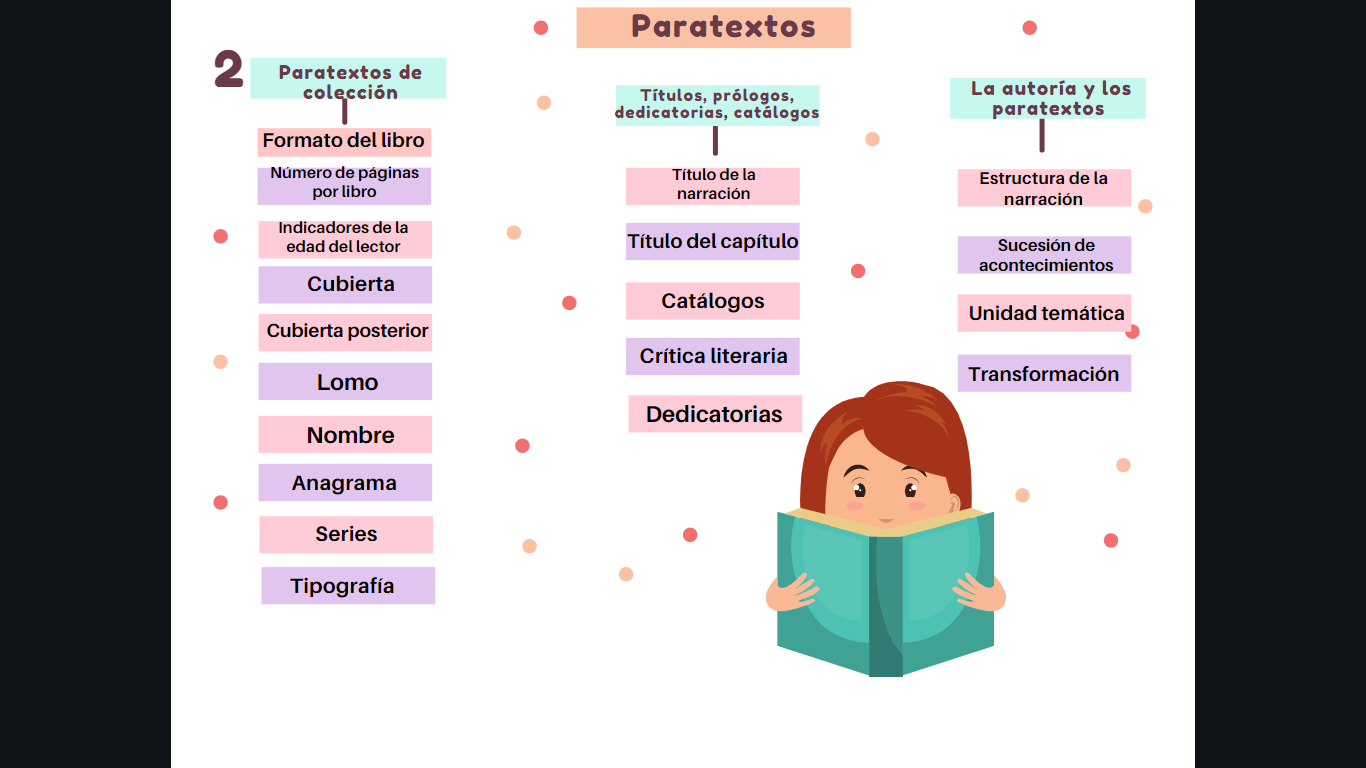 Paratextos
2
Paratextos de
colección
Formato del libro
Número de páginas
por libro
Indicadores de la
edad del lector
Cubierta
Cubierta posterior
Lomo
Nombre
Anagrama
Series
Tipografía
Títulos, prólogos,
dedicatorias, catálogos
Título de la
narración
Título del capítulo
Catálogos
Crítica literaria
Dedicatorias
La autoría y los
paratextos
Estructura de la
narración
Sucesión de
acontecimientos
Unidad temática
Transformación